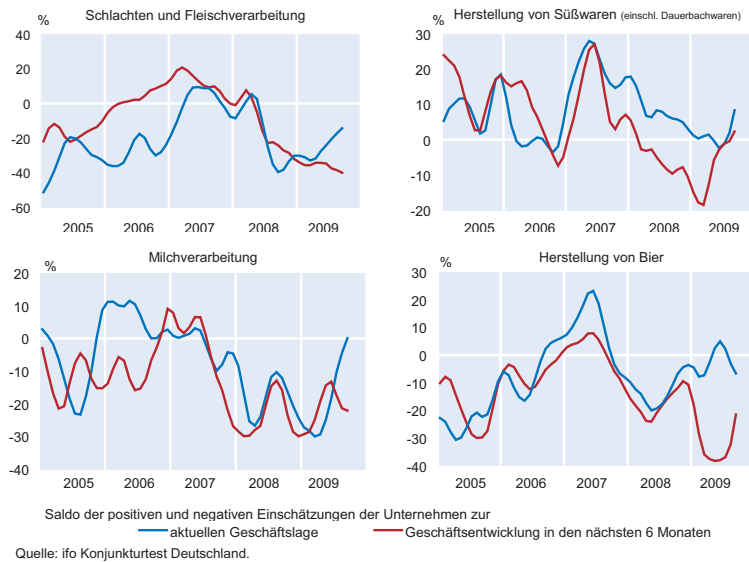 Schlachten und Fleischverarbeitung
%
40
20
0
-20
-40
-60
2005 2006 2007 2008 2009
Herstellung von Süßwaren (einschl. Dauerbachwaren)
%
30
20
10
0
-10
-20
2005 2006 2007 2008 2009
Milchverarbeitung
%
20
10
0
-10
-20
-30
-40
2005 2006 2007 2008 2009
Herstellung von Bier
%
30
20
10
0
-10
-20
-30
-40
2005 2006 2007 2008 2009
Saldo der positiven und negativen Einschätzungen der Unternehmen zur
aktuellen Geschäftslage Geschäftsentwicklung in den nächsten 6 Monaten
Quelle: ifo Konjunkturtest Deutschland.